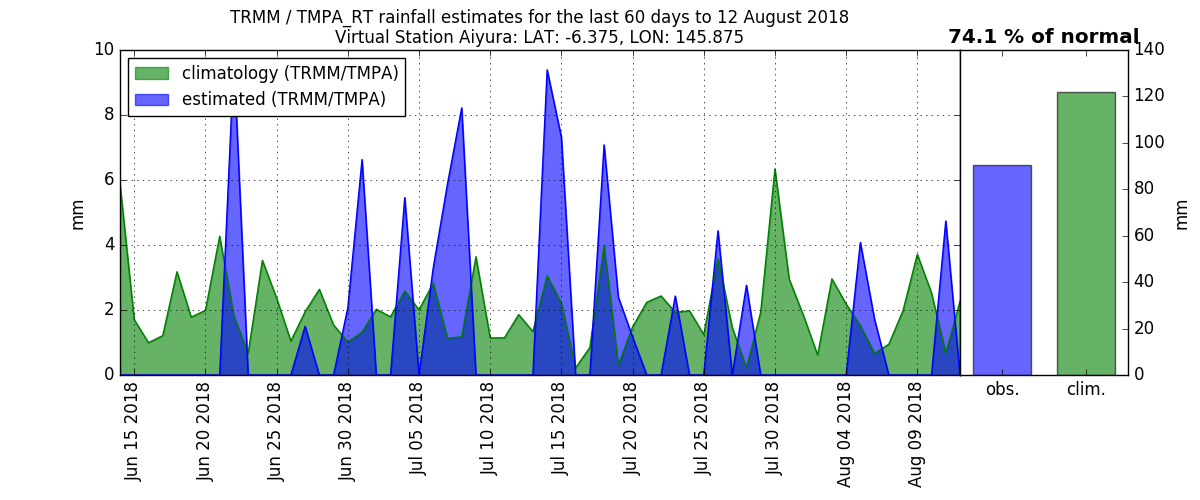 TRMM / TMPA_RT rainfall estimates for the last 60 days to 12 August 2018
Virtual Station Aiyura: LAT: -6.375, LON: 145.875
74.1 % of normal
climatology (TRMM/TMPA)
estimated (TRMM/TMPA)
mm
10
8
6
4
2
0
Jun 15 2018
Jun 20 2018
Jun 25 2018
Jun 30 2018
Jul 05 2018
Jul 10 2018
Jul 15 2018
Jul 20 2018
Jul 25 2018
Jul 30 2018
Aug 04 2018
Aug 09 2018
obs.
clim.
140
120
100
80
60
40
20
0
mm